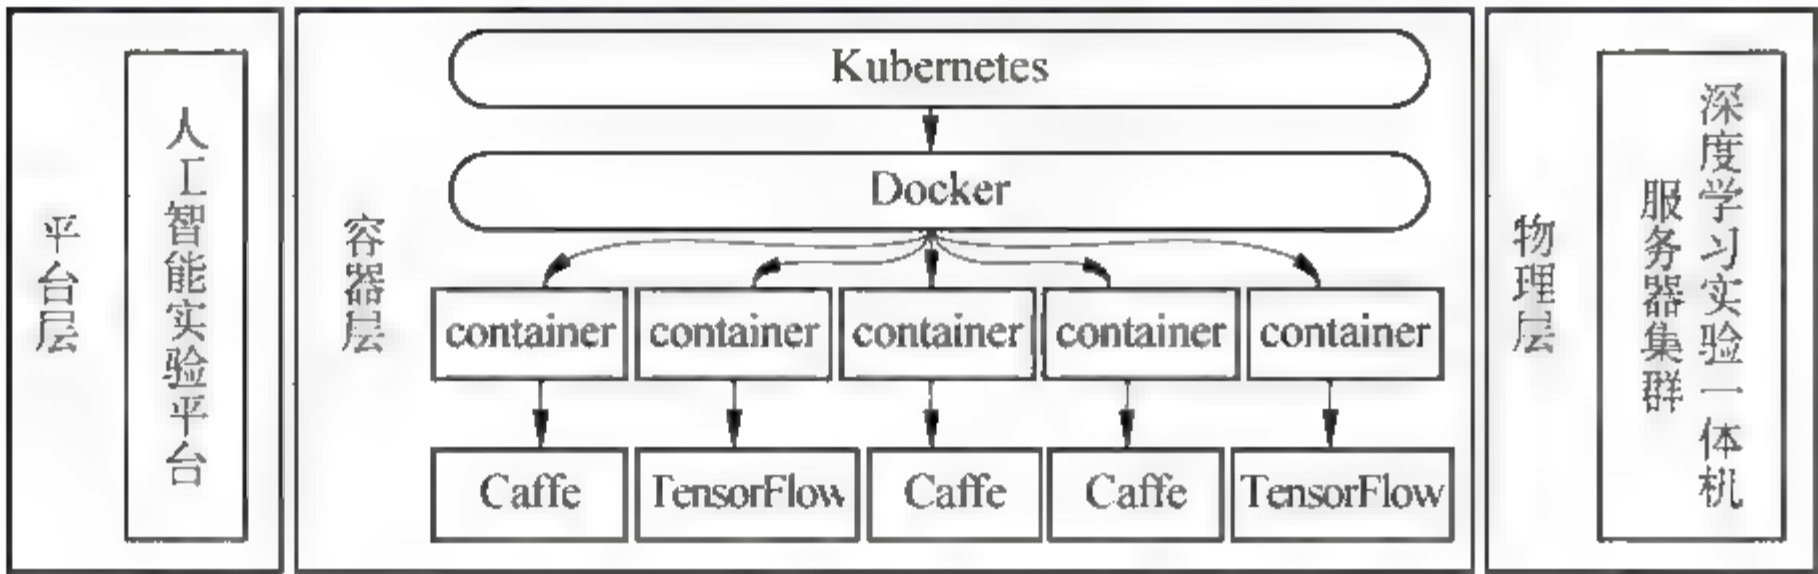 平台层
人工智能实验平台
容器层
Kubernetes
Docker
container container container container container
Caffe TensorFlow Caffe Caffe TensorFlow
物理层
深度学习实验一体机
服务器集群